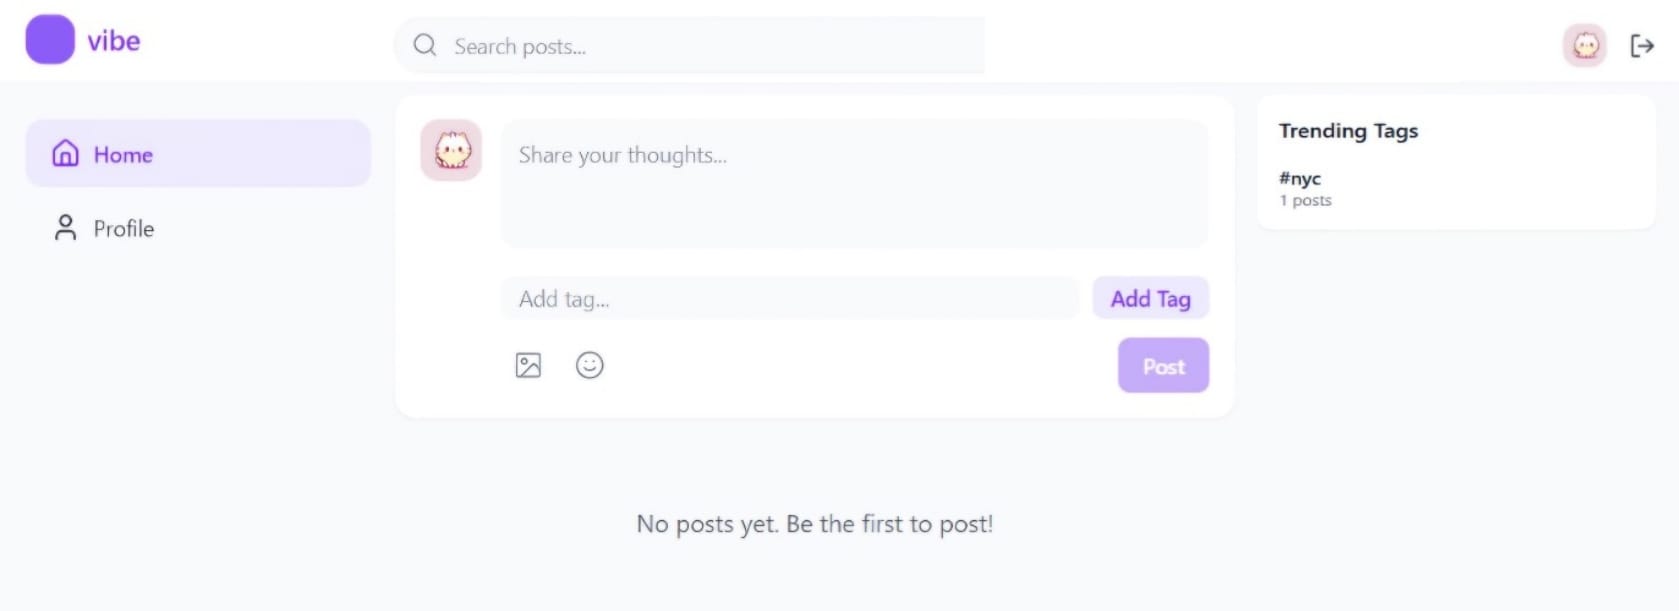 vibe
Search posts...
Home
Profile
Share your thoughts...
Add tag...
Add Tag
Post
No posts yet. Be the first to post!
Trending Tags
#nyc
1 posts